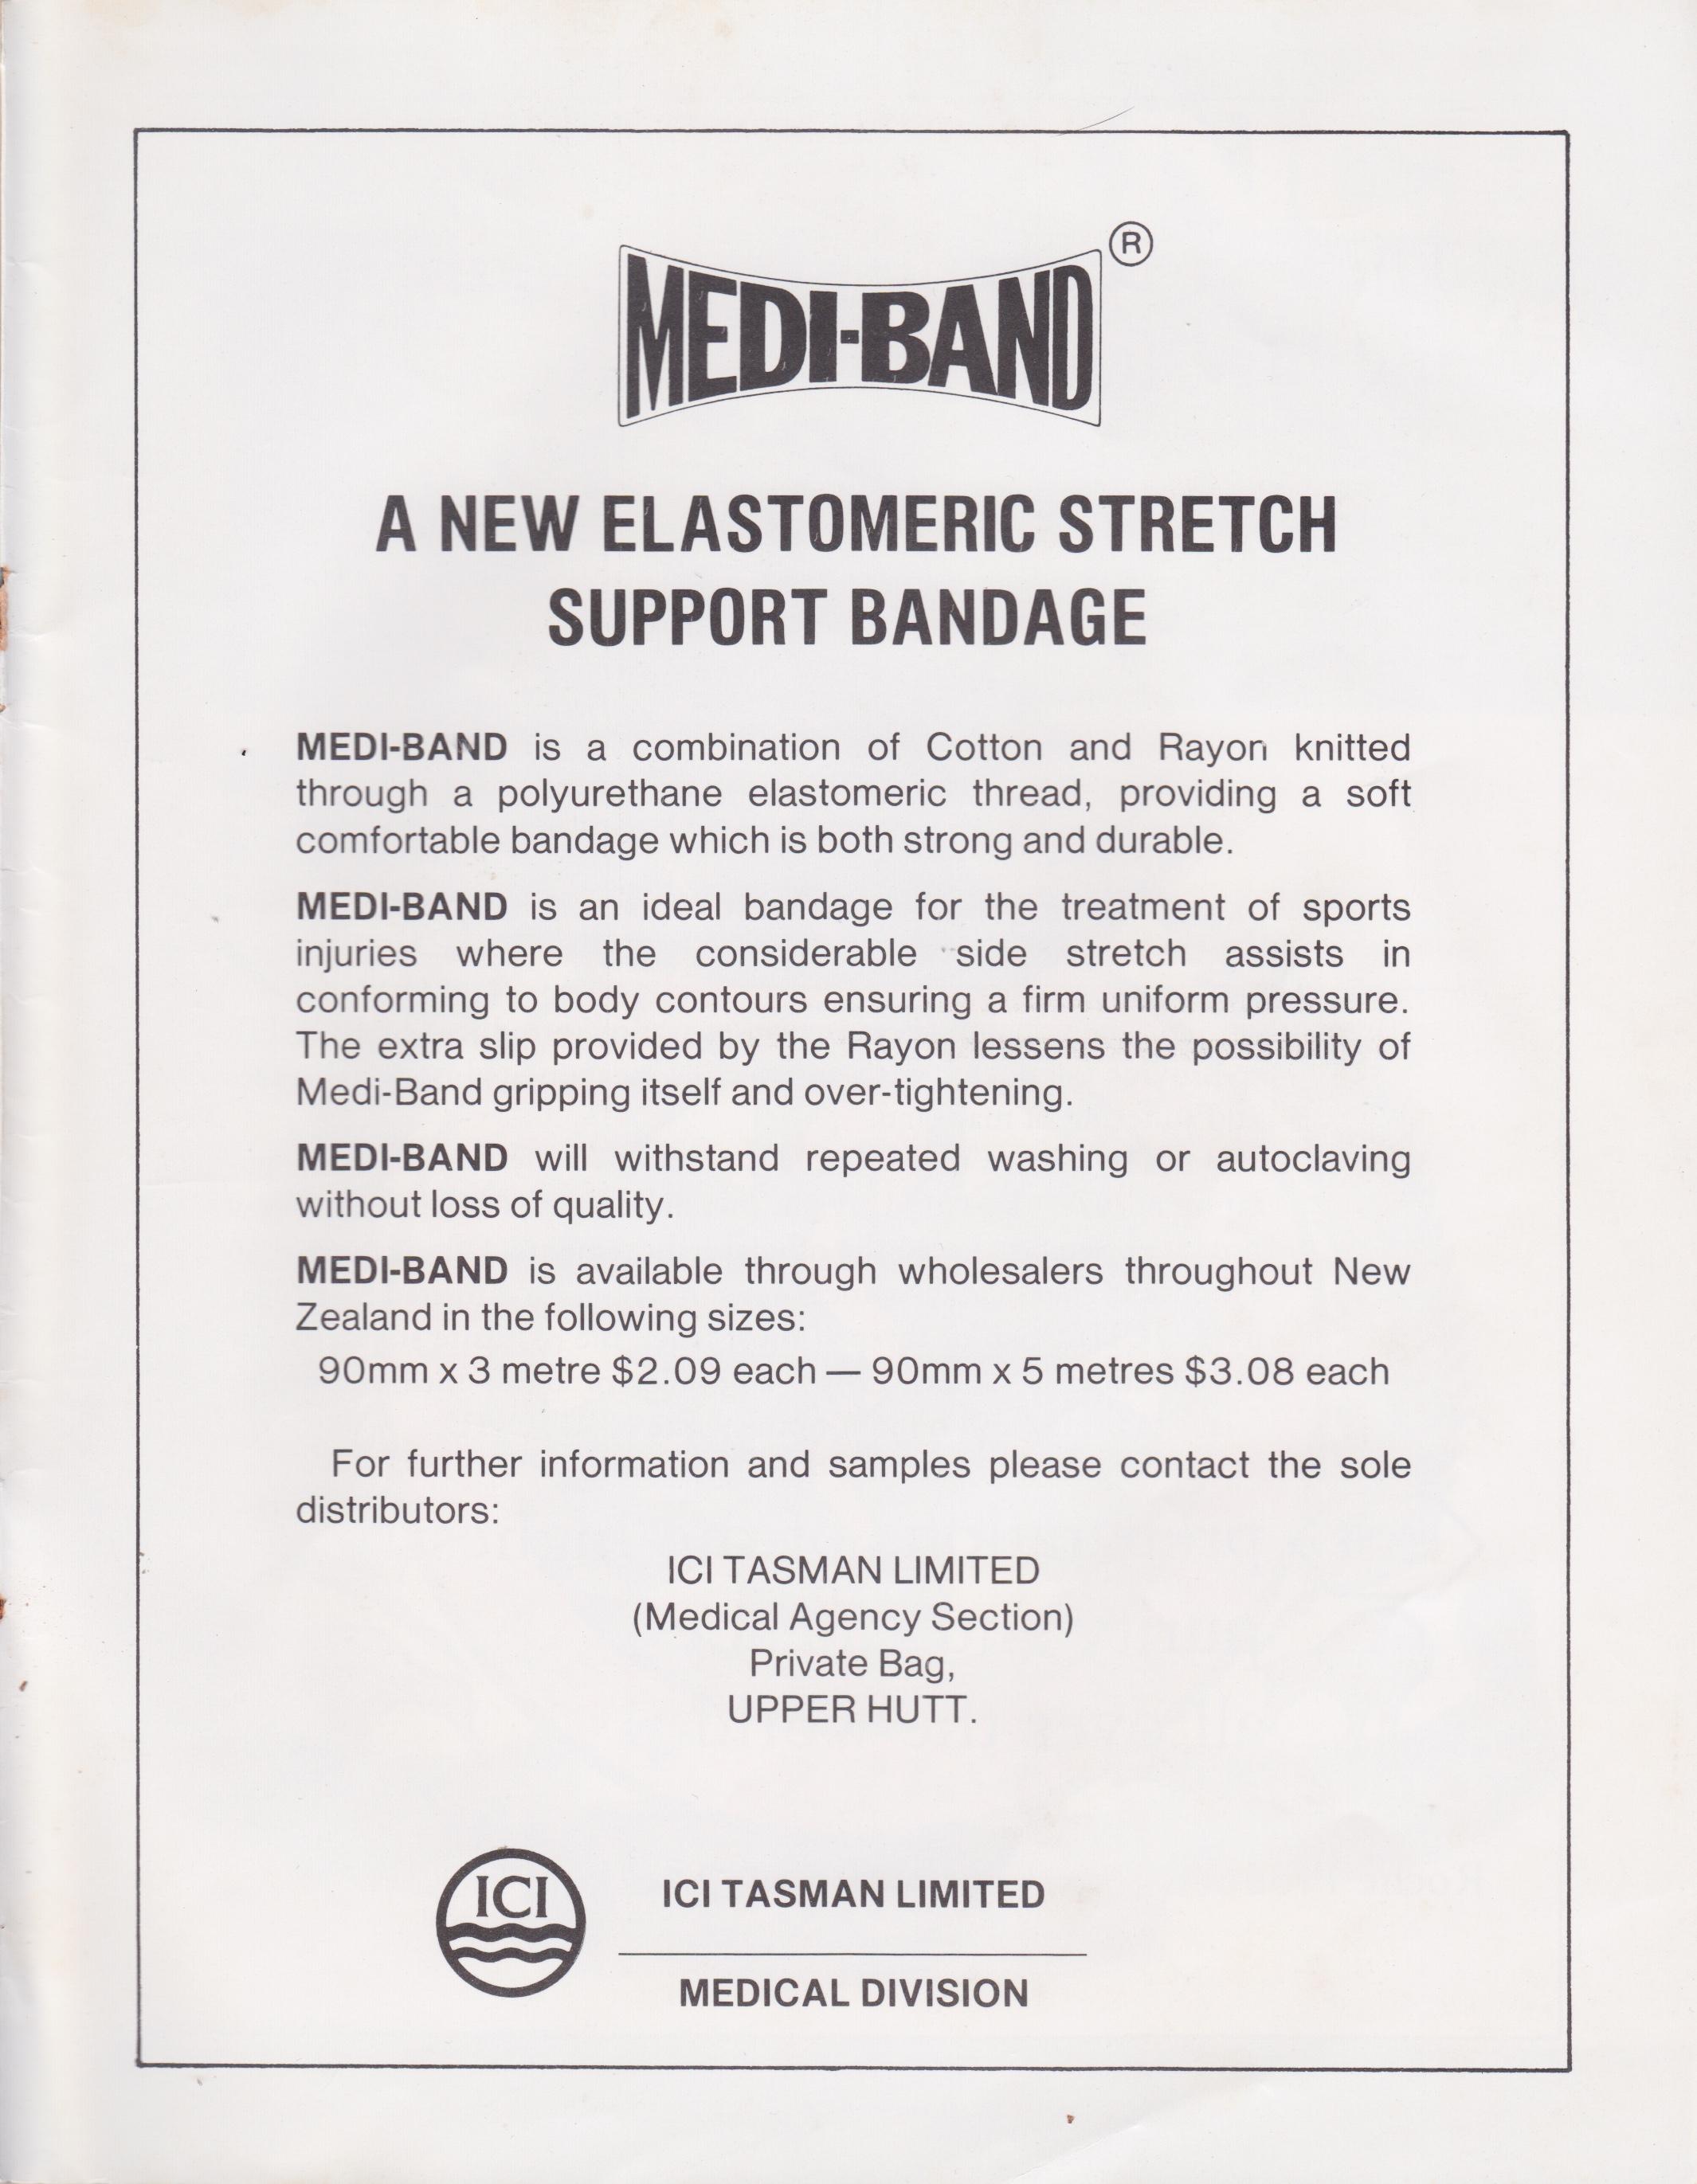 MEDI-BAND ®
A NEW ELASTOMERIC STRETCH
SUPPORT BANDAGE
MEDI-BAND is a combination of Cotton and Rayon knitted
through a polyurethane elastomeric thread, providing a soft
comfortable bandage which is both strong and durable.
MEDI-BAND is an ideal bandage for the treatment of sports
injuries where the considerable side stretch assists in
conforming to body contours ensuring a firm uniform pressure.
The extra slip provided by the Rayon lessens the possibility of
Medi-Band gripping itself and over-tightening.
MEDI-BAND will withstand repeated washing or autoclaving
without loss of quality.
MEDI-BAND is available through wholesalers throughout New
Zealand in the following sizes:
90mm x 3 metre $2.09 each — 90mm x 5 metres $3.08 each
For further information and samples please contact the sole
distributors:
ICI TASMAN LIMITED
(Medical Agency Section)
Private Bag,
UPPER HUTT.
ICI
ICI TASMAN LIMITED
MEDICAL DIVISION